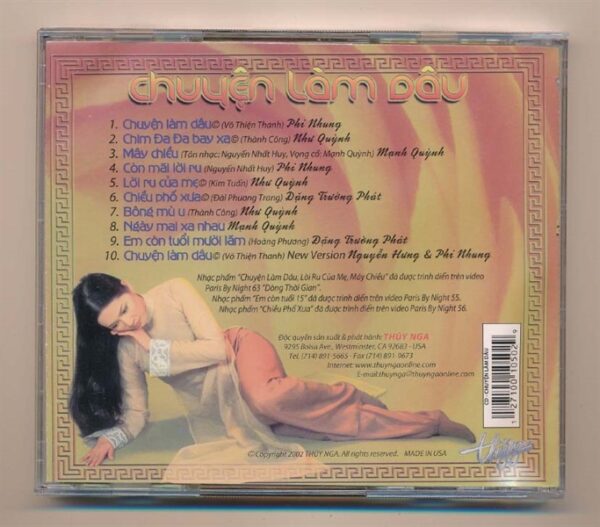 Chuyện Làm Dâu
1. Chuyện làm dâu© (Võ Thiện Thanh) Phi Nhung
2. Chim Đa Đa bay xa© (Thành Công) Như Quỳnh
3. Mây chiều (Tân nhạc: Nguyễn Nhất Huy, Vọng cổ: Mạnh Quỳnh) Mạnh Quỳnh
4. Còn mãi lời ru (Nguyễn Nhất Huy) Phi Nhung
5. Lời ru của mẹ© (Kim Tuấn) Như Quỳnh
6. Chiều phố xưa© (Đài Phương Trang) Đặng Trường Phát
7. Bông mù u (Thành Công) Như Quỳnh
8. Ngày mai xa nhau Mạnh Quỳnh
9. Em còn tuổi mười lăm (Hoàng Phương) Đặng Trường Phát
10. Chuyện làm dâu© (Võ Thiện Thanh) New Version Nguyễn Hưng & Phi Nhung
Nhạc phẩm "Chuyện Làm Dâu, Lời Ru Của Mẹ, Mây Chiều" đã được trình diễn trên video
Paris By Night 63 "Dòng Thời Gian".
Nhạc phẩm "Em còn tuổi 15" đã được trình diễn trên video Paris By Night 55.
Nhạc phẩm "Chiều Phố Xưa" đã được trình diễn trên video Paris By Night 56.
Độc quyền sản xuất & phát hành: THÚY NGA
9295 Bolsa Ave., Westminster, CA 92683 - USA
Tel. (714) 891-5665 - Fax (714) 891-9673
Internet: www.thuyngaonline.com
E-mail:thuynga@thuyngaonline.com
CD - CHUYỆN LÀM DÂU
1 27100 10502 9
Thúy Nga
© Copyright 2002 THÚY NGA. All rights reserved. MADE IN USA